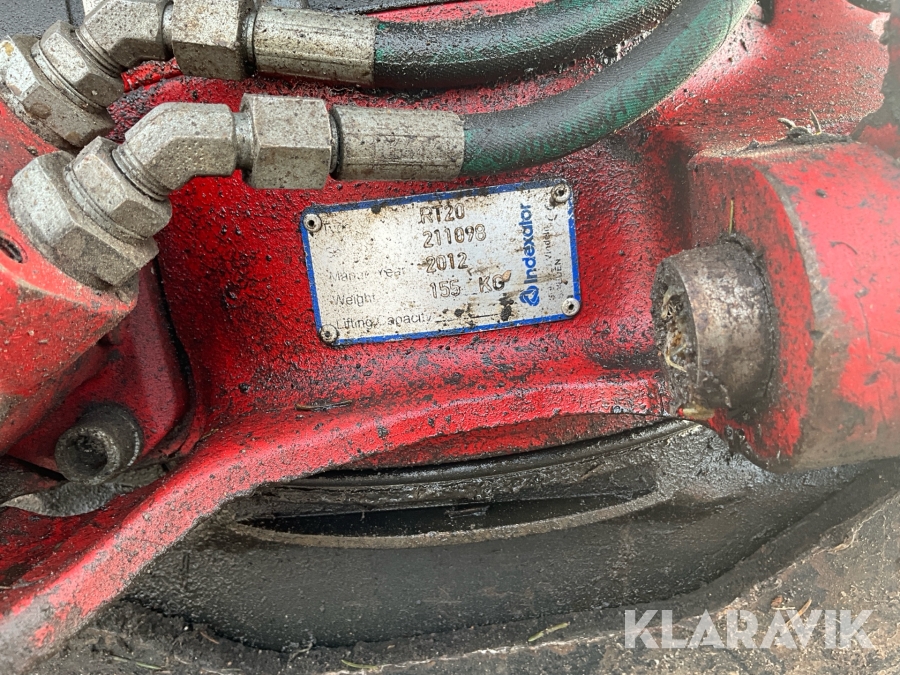 RT20
211098
Manuf Year 2012
Weight 155 KG
Lifting Capacity
Indexator
KLARAVIK